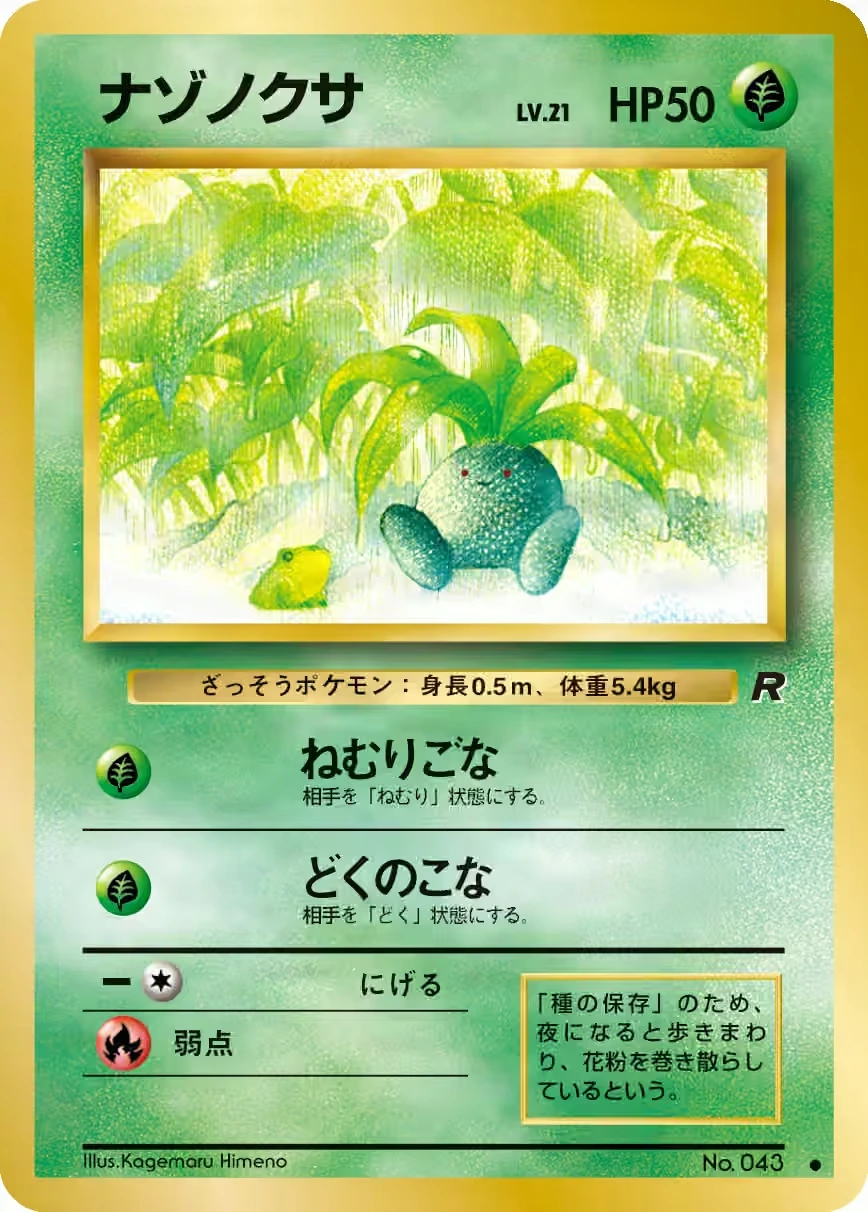 ナゾノクサ LV.21 HP50
ざっそうポケモン：身長0.5m、体重5.4kg R
ねむりごな
相手を「ねむり」状態にする。
どくのこな
相手を「どく」状態にする。
ー にげる
弱点
「種の保存」のため、
夜になると歩きまわ
り、花粉を巻き散らし
ているという。
Illus.Kagemaru Himeno No. 043